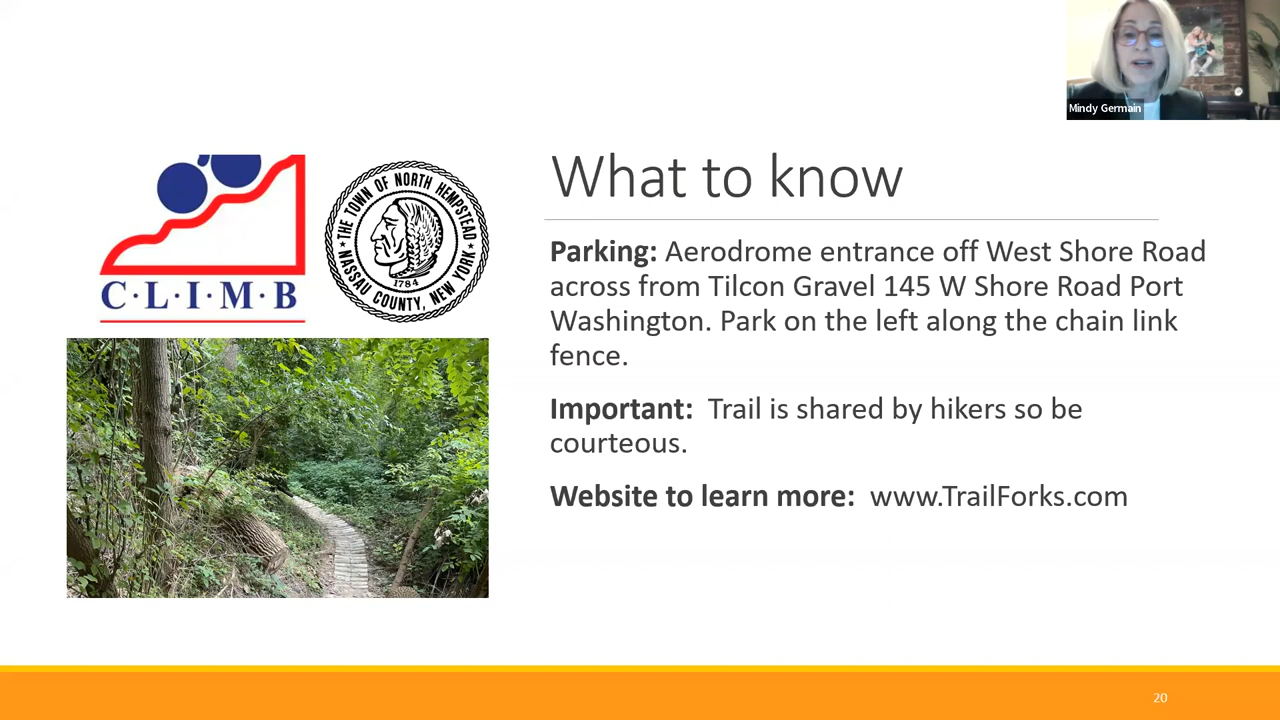 Mindy Germain
C·L·I·M·B
THE TOWN OF NORTH HEMPSTEAD
1784
NASSAU COUNTY, NEW YORK
What to know
Parking: Aerodrome entrance off West Shore Road
across from Tilcon Gravel 145 W Shore Road Port
Washington. Park on the left along the chain link
fence.
Important: Trail is shared by hikers so be
courteous.
Website to learn more: www.TrailForks.com
20